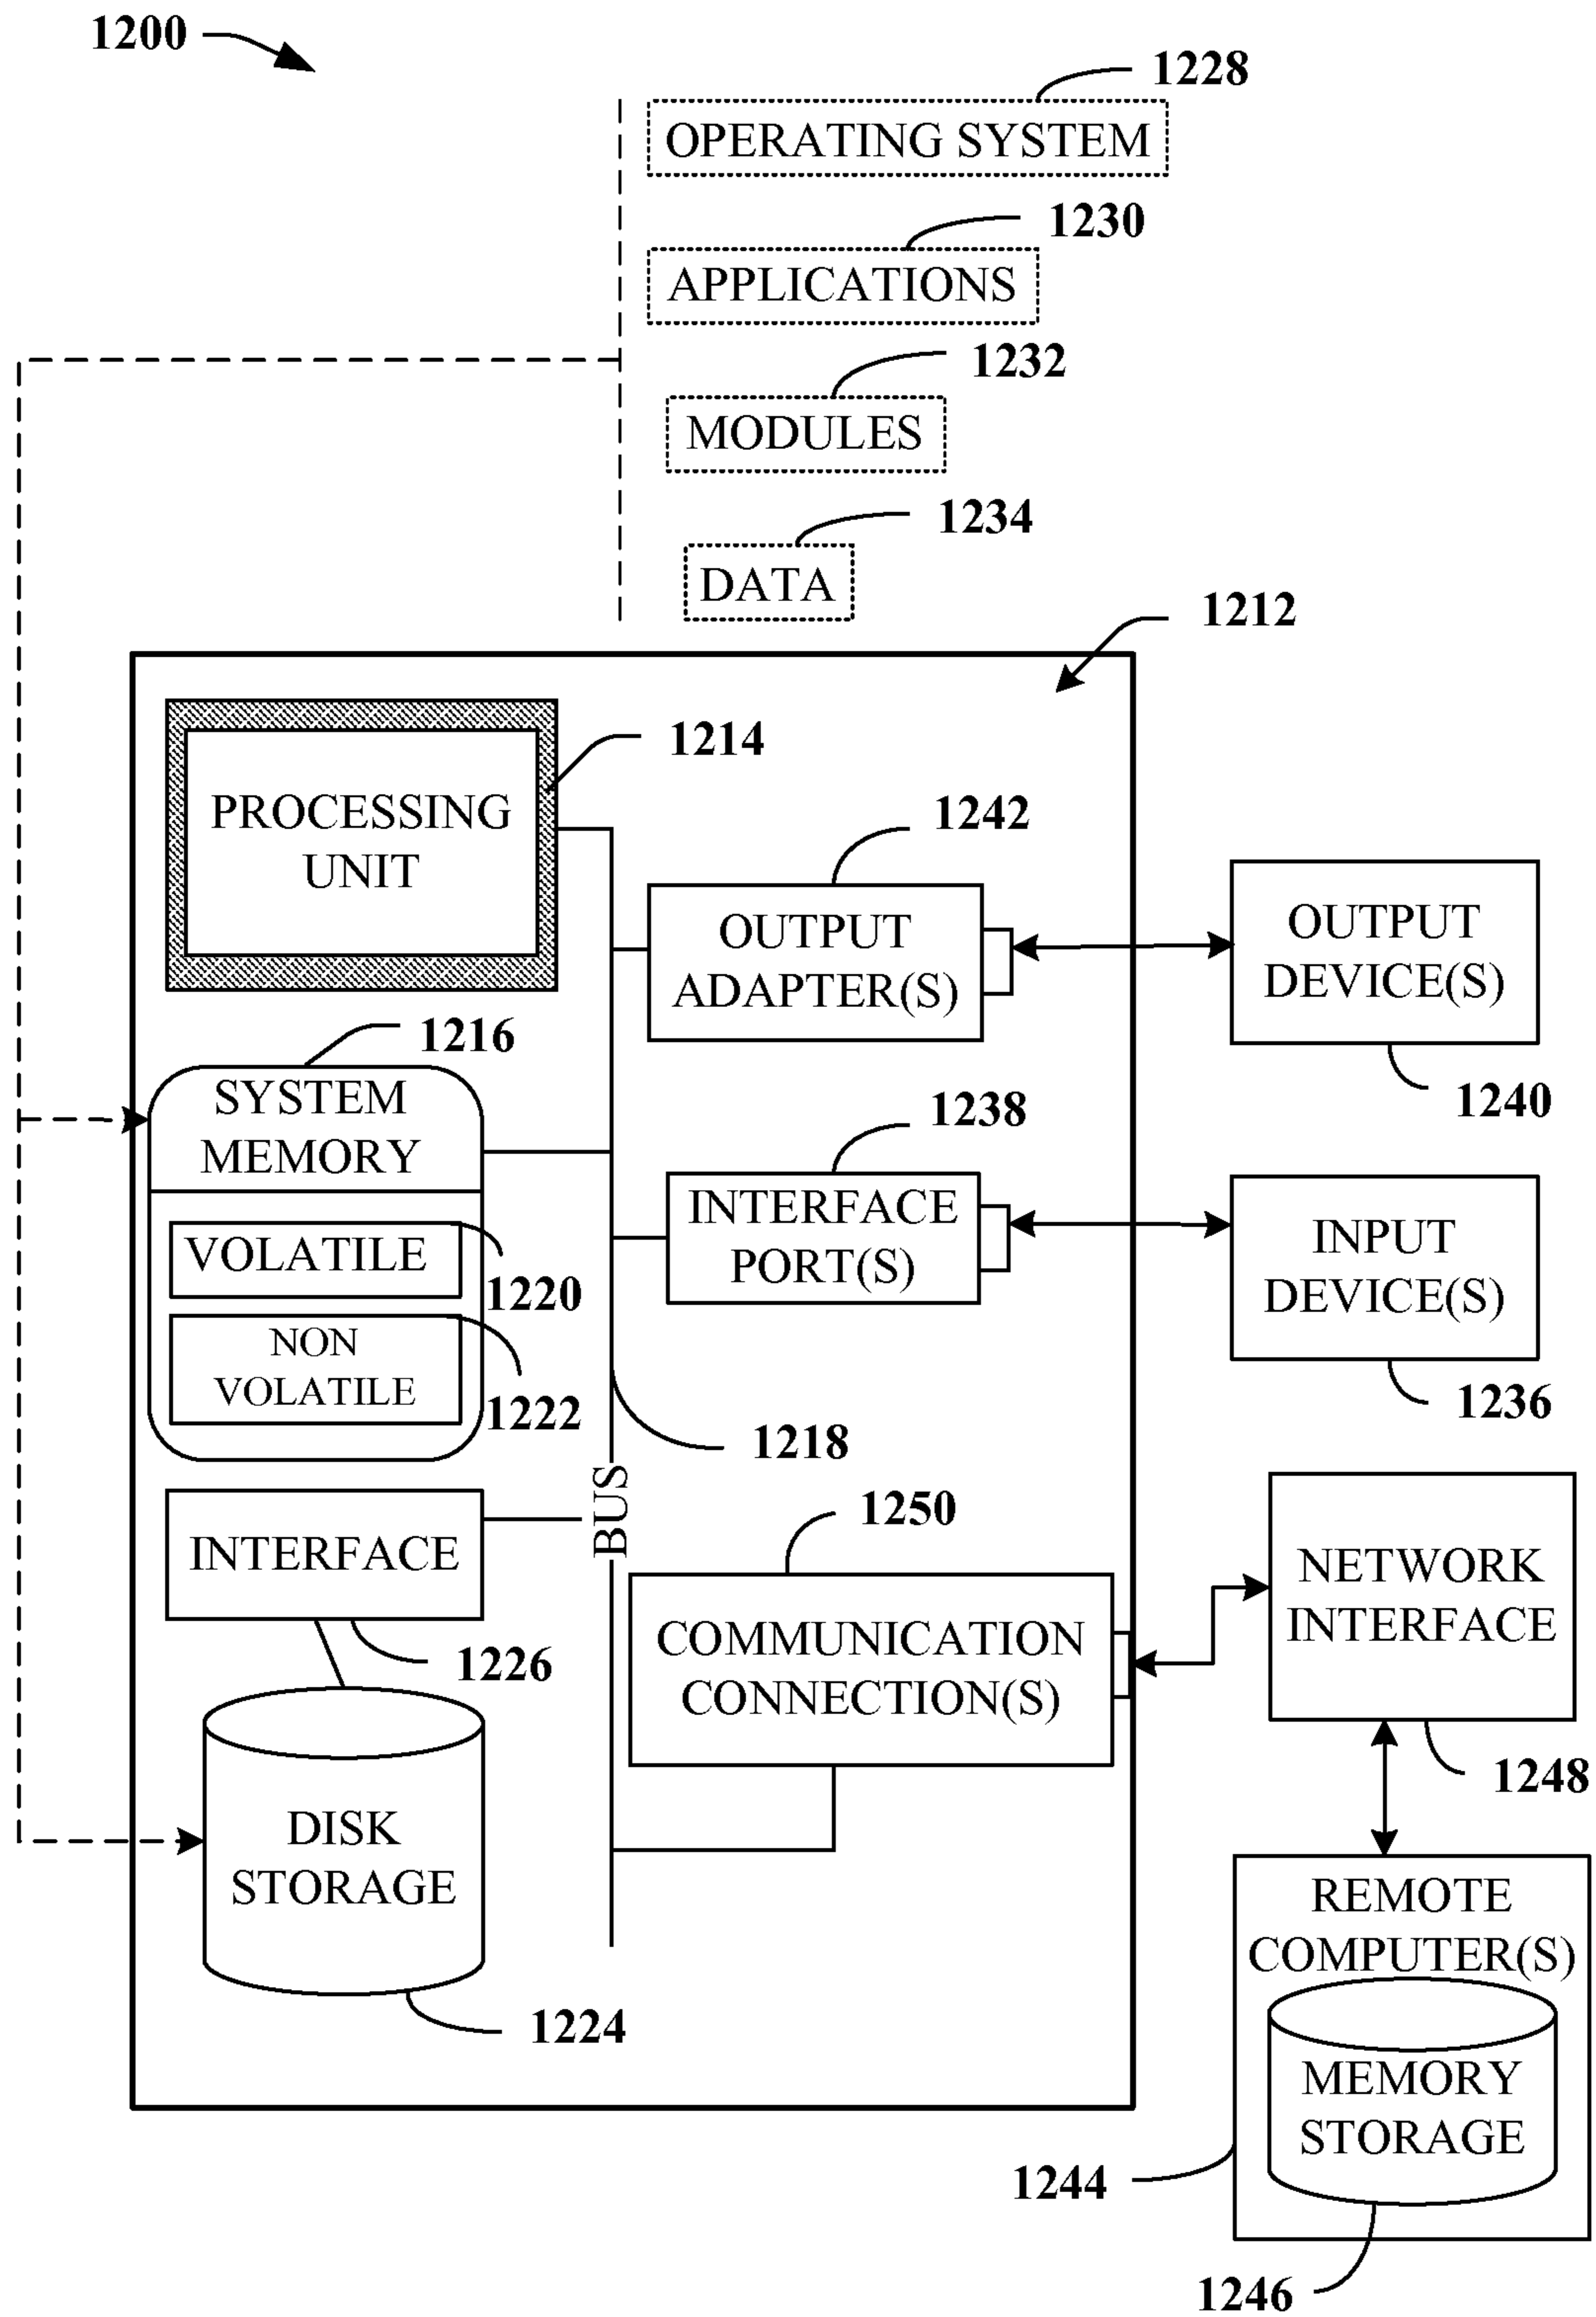 1200
1228
OPERATING SYSTEM
1230
APPLICATIONS
1232
MODULES
1234
DATA
1212
1214
PROCESSING
UNIT
1242
OUTPUT
ADAPTER(S)
OUTPUT
DEVICE(S)
1240
1216
SYSTEM
MEMORY
1238
INTERFACE
PORT(S)
INPUT
DEVICE(S)
1236
VOLATILE
1220
NON
VOLATILE
1222
1218
BUS
INTERFACE
1226
1250
COMMUNICATION
CONNECTION(S)
NETWORK
INTERFACE
1248
DISK
STORAGE
1224
REMOTE
COMPUTER(S)
MEMORY
STORAGE
1244
1246